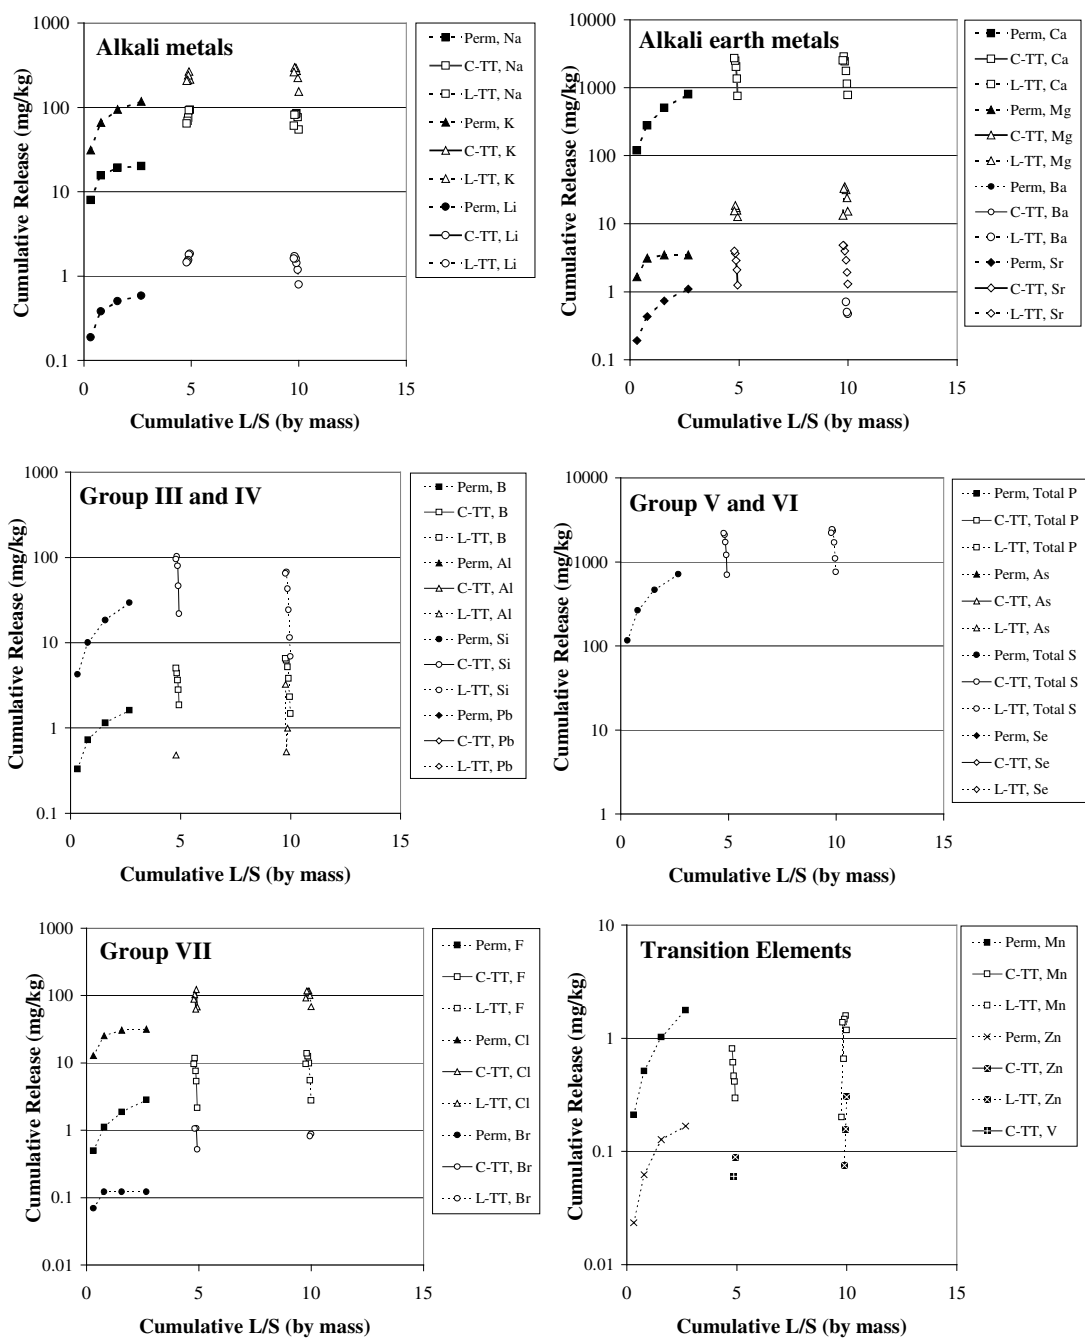 Alkali metals
Cumulative Release (mg/kg)
1000
100
10
1
0.1
0
5
10
15
Cumulative L/S (by mass)
Perm, Na
C-TT, Na
L-TT, Na
Perm, K
C-TT, K
L-TT, K
Perm, Li
C-TT, Li
L-TT, Li
Alkali earth metals
Cumulative Release (mg/kg)
10000
1000
100
10
1
0.1
0
5
10
15
Cumulative L/S (by mass)
Perm, Ca
C-TT, Ca
L-TT, Ca
Perm, Mg
C-TT, Mg
L-TT, Mg
Perm, Ba
C-TT, Ba
L-TT, Ba
Perm, Sr
C-TT, Sr
L-TT, Sr
Group III and IV
Cumulative Release (mg/kg)
1000
100
10
1
0.1
0
5
10
15
Cumulative L/S (by mass)
Perm, B
C-TT, B
L-TT, B
Perm, Al
C-TT, Al
L-TT, Al
Perm, Si
C-TT, Si
L-TT, Si
Perm, Pb
C-TT, Pb
L-TT, Pb
Group V and VI
Cumulative Release (mg/kg)
10000
1000
100
10
1
0
5
10
15
Cumulative L/S (by mass)
Perm, Total P
C-TT, Total P
L-TT, Total P
Perm, As
C-TT, As
L-TT, As
Perm, Total S
C-TT, Total S
L-TT, Total S
Perm, Se
C-TT, Se
L-TT, Se
Group VII
Cumulative Release (mg/kg)
1000
100
10
1
0.1
0.01
0
5
10
15
Cumulative L/S (by mass)
Perm, F
C-TT, F
L-TT, F
Perm, Cl
C-TT, Cl
L-TT, Cl
Perm, Br
C-TT, Br
L-TT, Br
Transition Elements
Cumulative Release (mg/kg)
10
1
0.1
0.01
0
5
10
15
Cumulative L/S (by mass)
Perm, Mn
C-TT, Mn
L-TT, Mn
Perm, Zn
C-TT, Zn
L-TT, Zn
C-TT, V